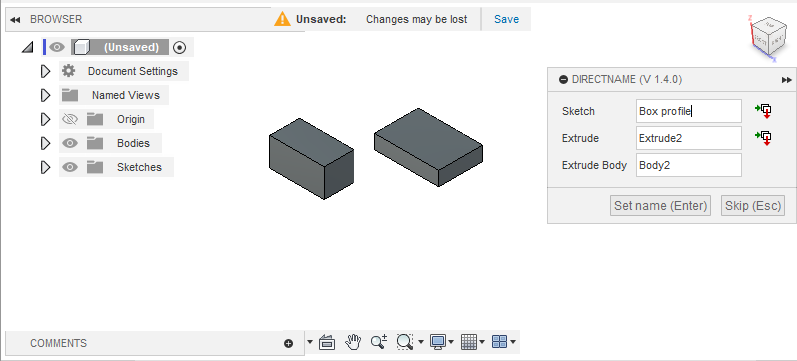 BROWSER
Unsaved: Changes may be lost Save
(Unsaved)
Document Settings
Named Views
Origin
Bodies
Sketches
DIRECTNAME (V 1.4.0)
Sketch Box profile
Extrude Extrude2
Extrude Body Body2
Set name (Enter) Skip (Esc)
COMMENTS